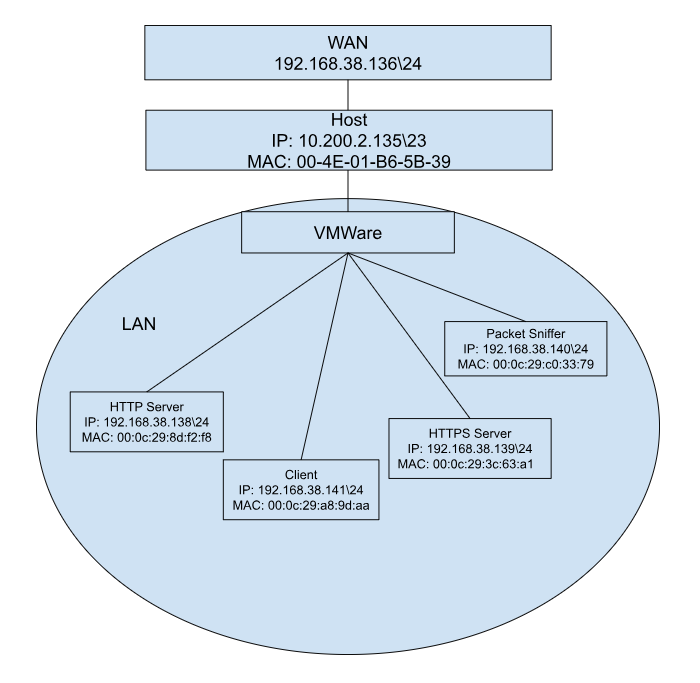 WAN
192.168.38.136\24
Host
IP: 10.200.2.135\23
MAC: 00-4E-01-B6-5B-39
VMWare
LAN
Packet Sniffer
IP: 192.168.38.140\24
MAC: 00:0c:29:c0:33:79
HTTP Server
IP: 192.168.38.138\24
MAC: 00:0c:29:8d:f2:f8
HTTPS Server
IP: 192.168.38.139\24
MAC: 00:0c:29:3c:63:a1
Client
IP: 192.168.38.141\24
MAC: 00:0c:29:a8:9d:aa